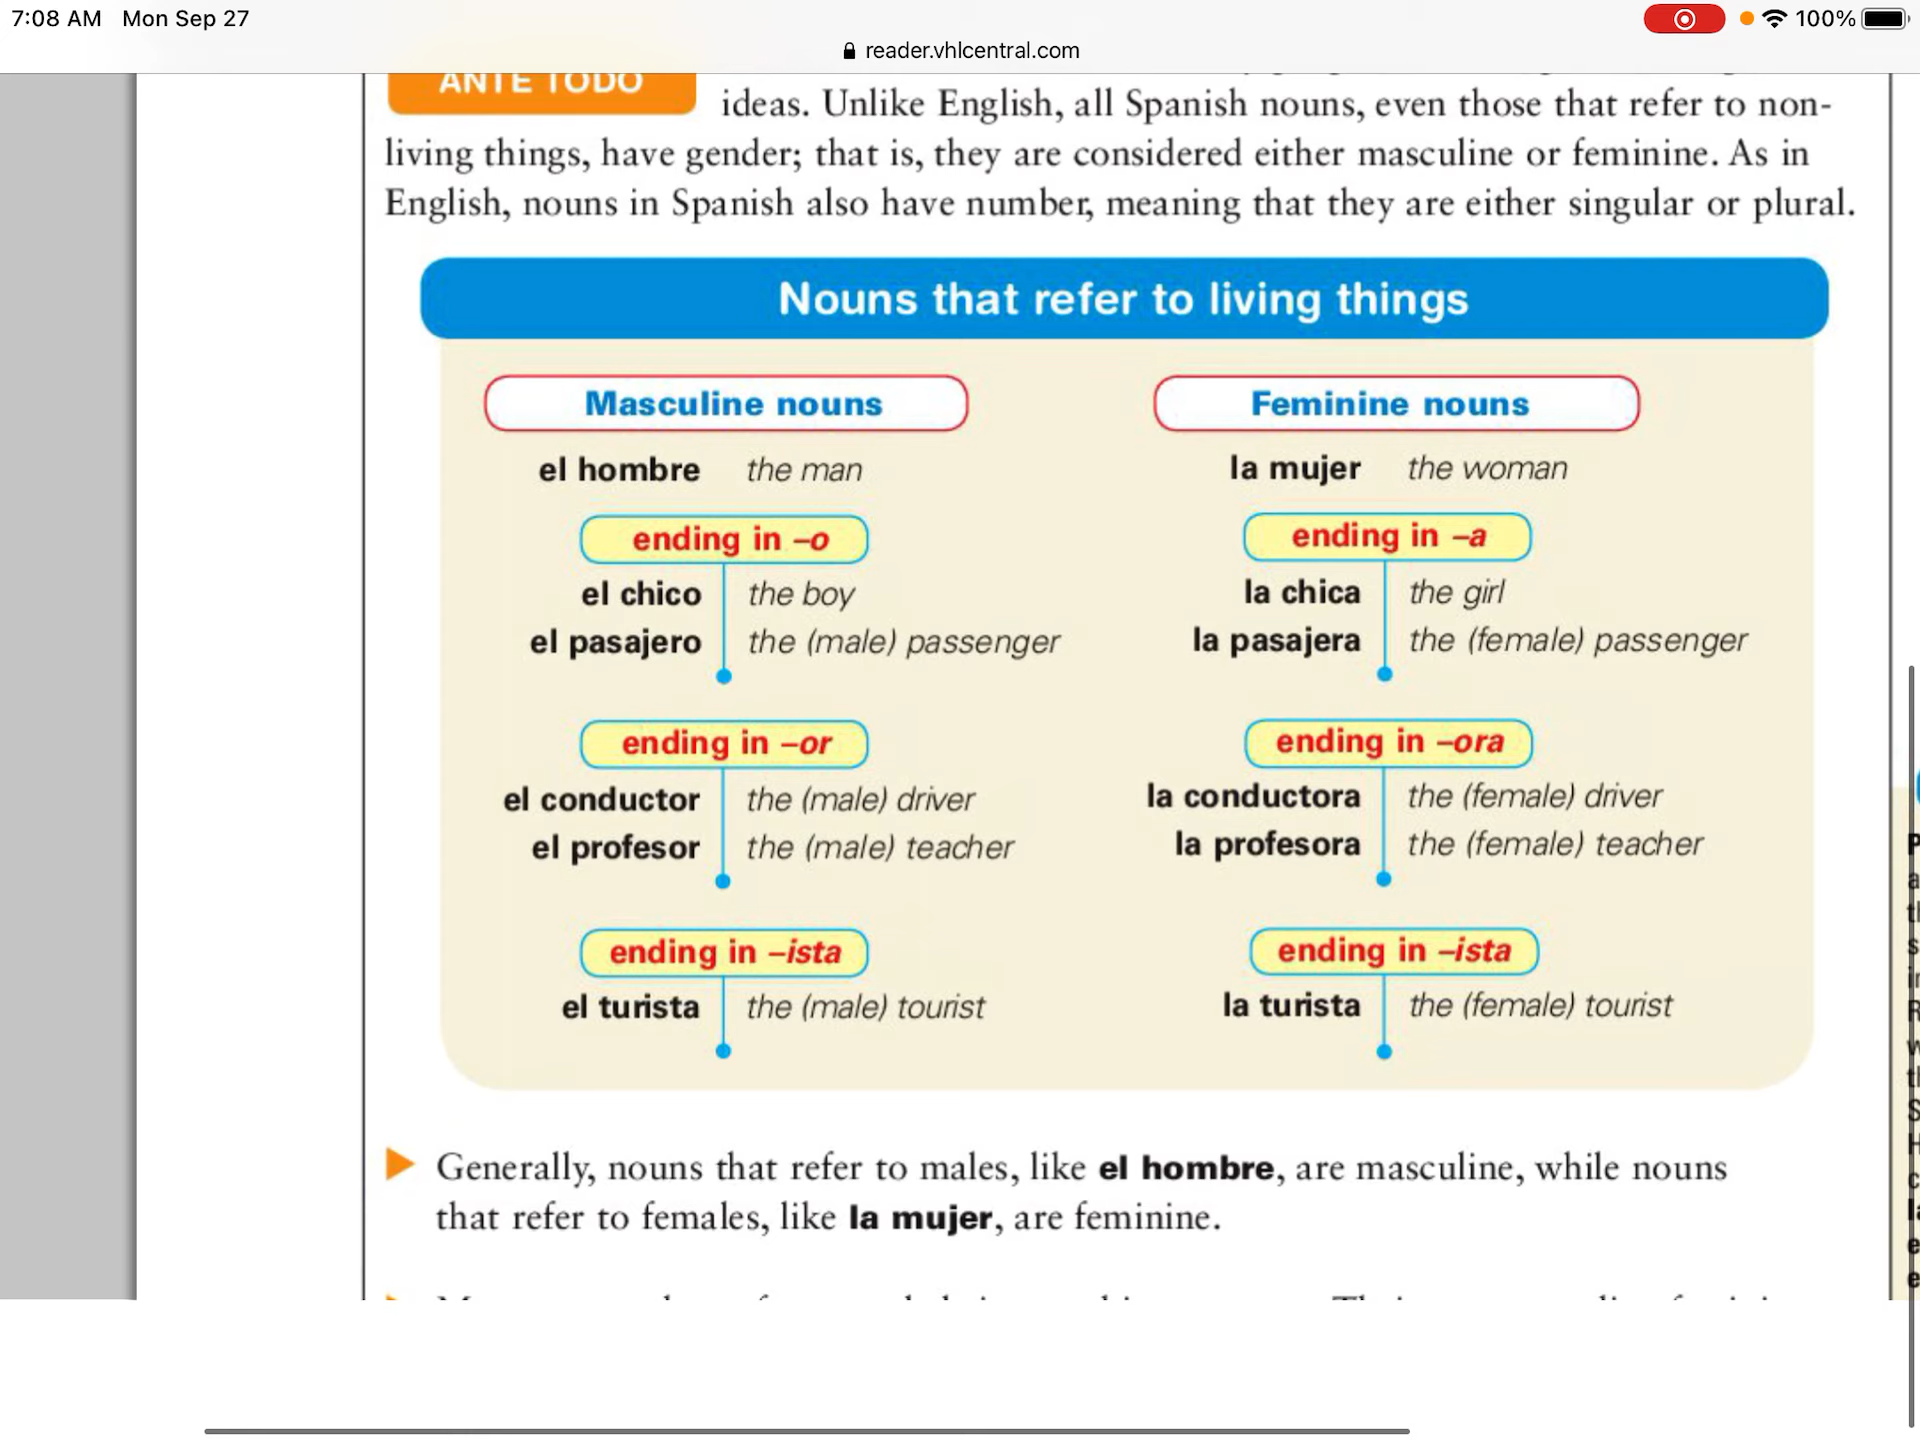 7:08 AM Mon Sep 27
100%
reader.vhlcentral.com
ANTE TODO
ideas. Unlike English, all Spanish nouns, even those that refer to non-
living things, have gender; that is, they are considered either masculine or feminine. As in
English, nouns in Spanish also have number, meaning that they are either singular or plural.
Nouns that refer to living things
Masculine nouns
Feminine nouns
el hombre the man
la mujer the woman
ending in –o
ending in –a
el chico the boy
la chica the girl
el pasajero the (male) passenger
la pasajera the (female) passenger
ending in –or
ending in –ora
el conductor the (male) driver
la conductora the (female) driver
el profesor the (male) teacher
la profesora the (female) teacher
ending in –ista
ending in –ista
el turista the (male) tourist
la turista the (female) tourist
Generally, nouns that refer to males, like el hombre, are masculine, while nouns
that refer to females, like la mujer, are feminine.